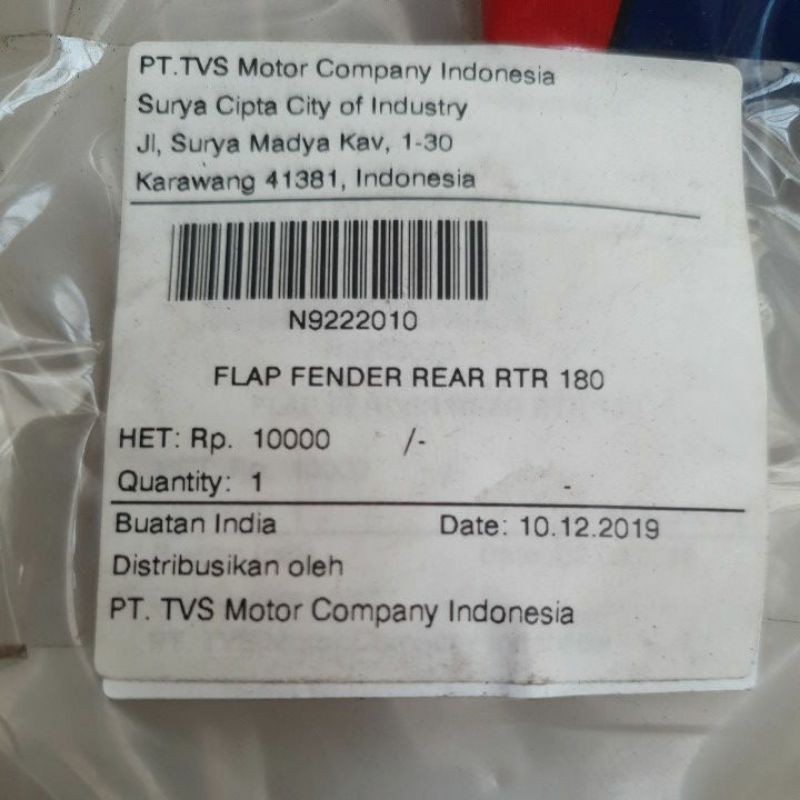 PT.TVS Motor Company Indonesia
Surya Cipta City of Industry
Jl, Surya Madya Kav, 1-30
Karawang 41381, Indonesia
N9222010
FLAP FENDER REAR RTR 180
HET: Rp. 10000 /-
Quantity: 1
Buatan India Date: 10.12.2019
Distribusikan oleh
PT. TVS Motor Company Indonesia